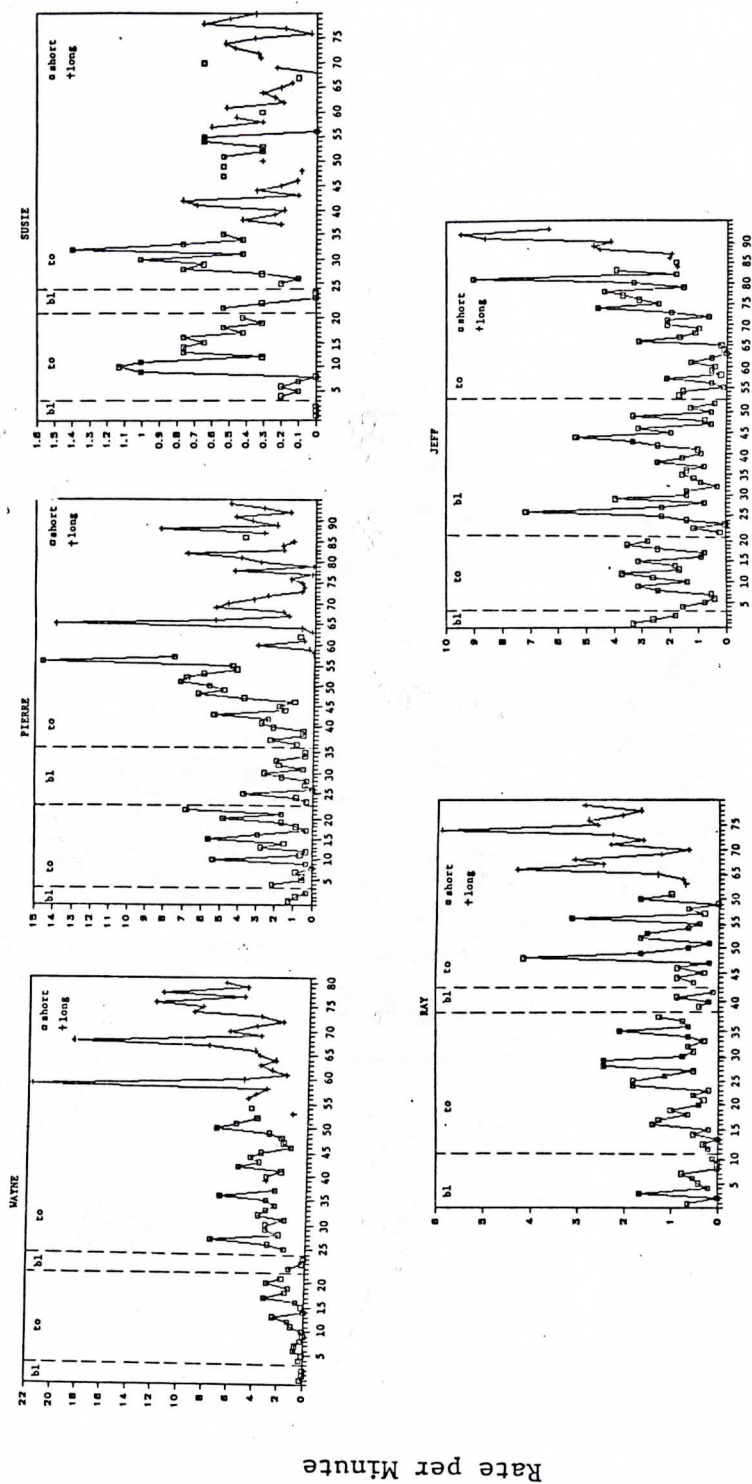 Rate per Minute
WAYNE
22
20
18
16
14
12
10
8
6
4
2
0
bl to bl to
short
long
5 10 15 20 25 30 35 40 45 50 55 60 65 70 75 80
PIERRE
15
14
13
12
11
10
9
8
7
6
5
4
3
2
1
0
bl to bl to
short
long
5 10 15 20 25 30 35 40 45 50 55 60 65 70 75 80 85 90
SUSIE
1.6
1.5
1.4
1.3
1.2
1.1
1
0.9
0.8
0.7
0.6
0.5
0.4
0.3
0.2
0.1
0
bl to bl to
short
long
5 10 15 20 25 30 35 40 45 50 55 60 65 70 75
RAY
6
5
4
3
2
1
0
bl to bl to
short
long
5 10 15 20 25 30 35 40 45 50 55 60 65 70 75
JEFF
10
9
8
7
6
5
4
3
2
1
0
bl to bl to
short
long
5 10 15 20 25 30 35 40 45 50 55 60 65 70 75 80 85 90